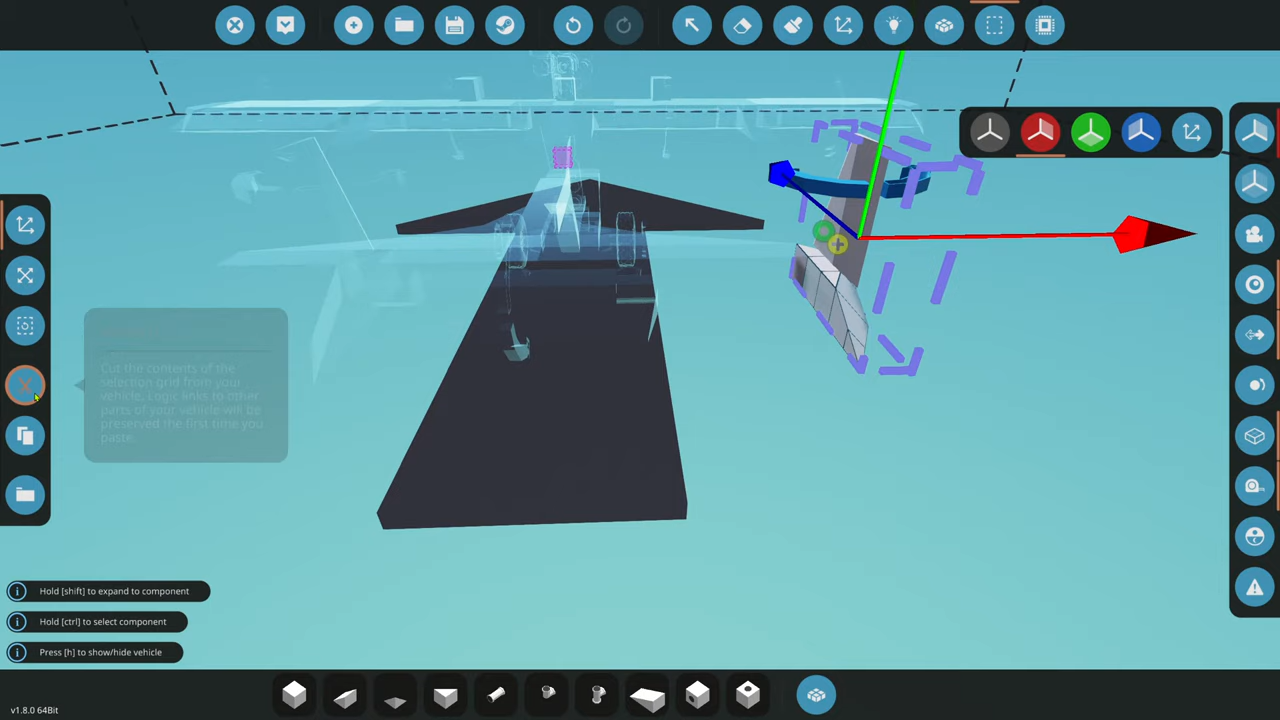 Cut the contents of the
selection grid from your
vehicle. Logic links to other
parts of your vehicle will be
preserved the first time you
paste.
Hold [shift] to expand to component
Hold [ctrl] to select component
Press [h] to show/hide vehicle
v1.8.0 64Bit